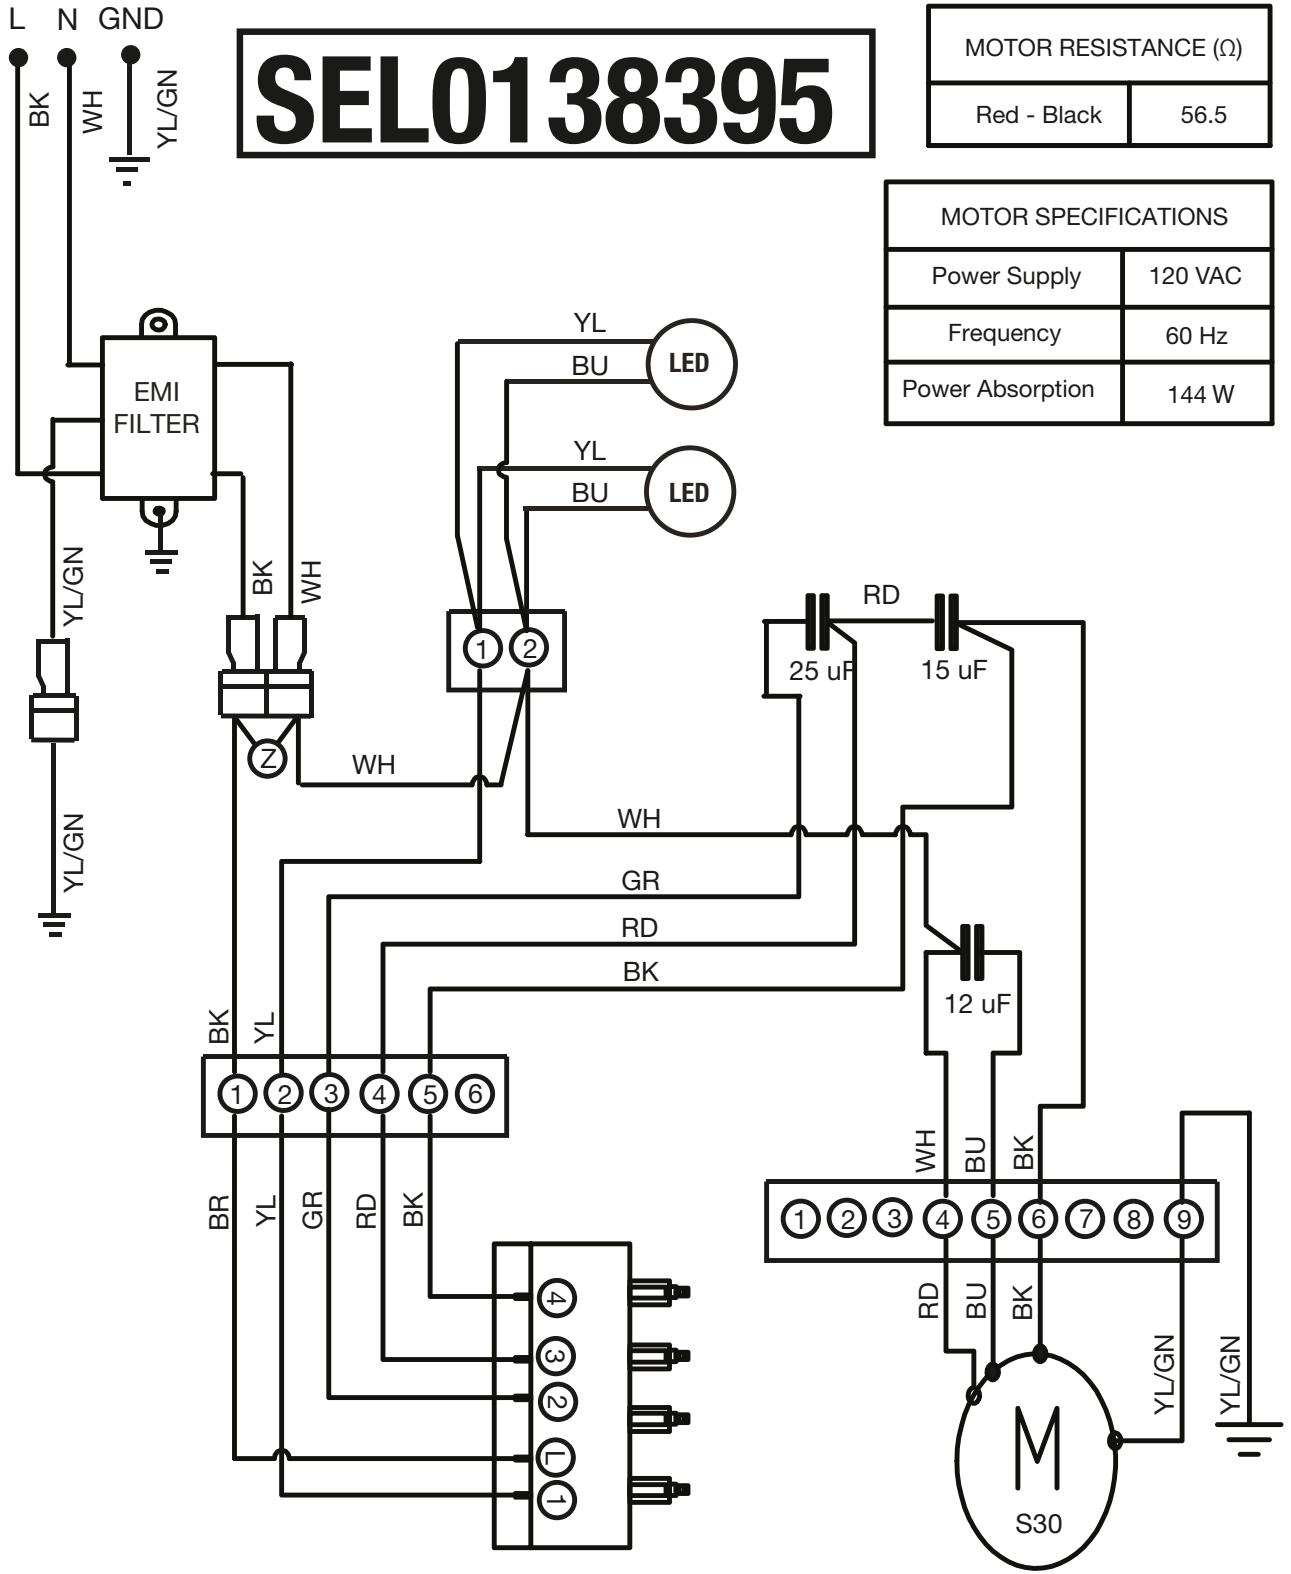 L N GND
BK
WH
YL/GN
SEL0138395
MOTOR RESISTANCE (Ω)
Red - Black 56.5
MOTOR SPECIFICATIONS
Power Supply 120 VAC
Frequency 60 Hz
Power Absorption 144 W
EMI
FILTER
YL
BU
LED
YL
BU
LED
YL/GN
BK
WH
1 2
RD
25 uF
15 uF
Z
WH
WH
YL/GN
GR
RD
BK
12 uF
BK
YL
1 2 3 4 5 6
WH
BU
BK
BR
YL
GR
RD
BK
1 2 3 4 5 6 7 8 9
4
3
2
L
1
RD
BU
BK
YL/GN
YL/GN
M
S30